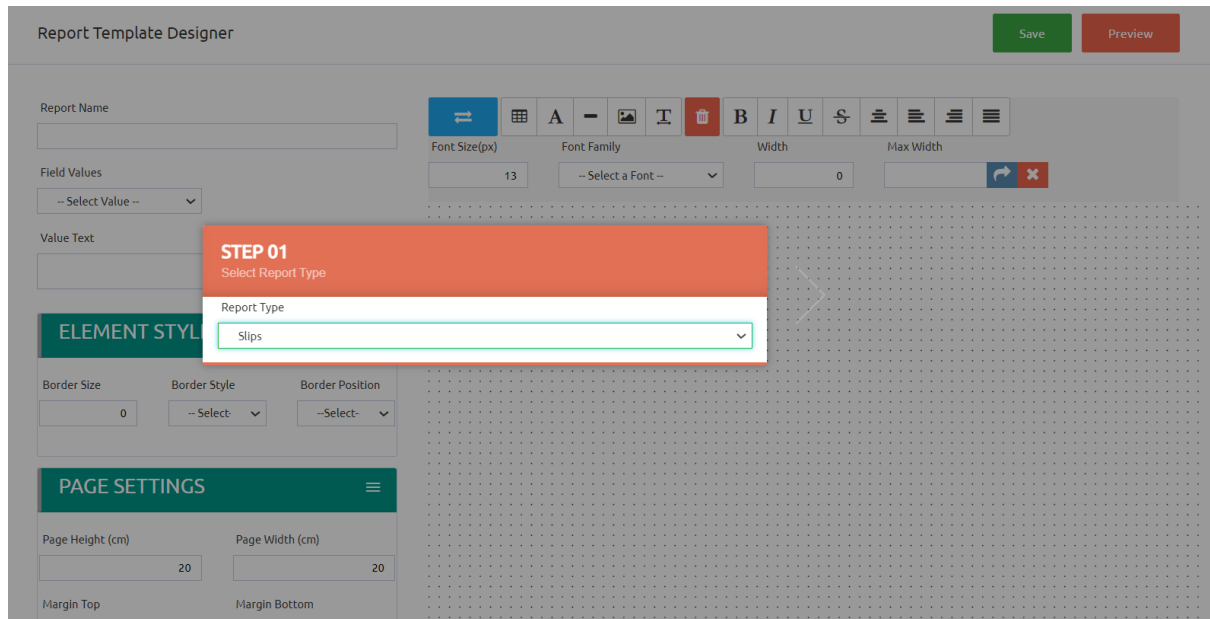 Report Template Designer
Save
Preview
Report Name
Field Values
-- Select Value --
Value Text
A
T
B
I
U
S
Font Size(px)
Font Family
Width
Max Width
13
-- Select a Font --
0
STEP 01
Select Report Type
Report Type
Slips
ELEMENT STYL
Border Size
Border Style
Border Position
0
-- Select-
--Select-
PAGE SETTINGS
Page Height (cm)
Page Width (cm)
20
20
Margin Top
Margin Bottom